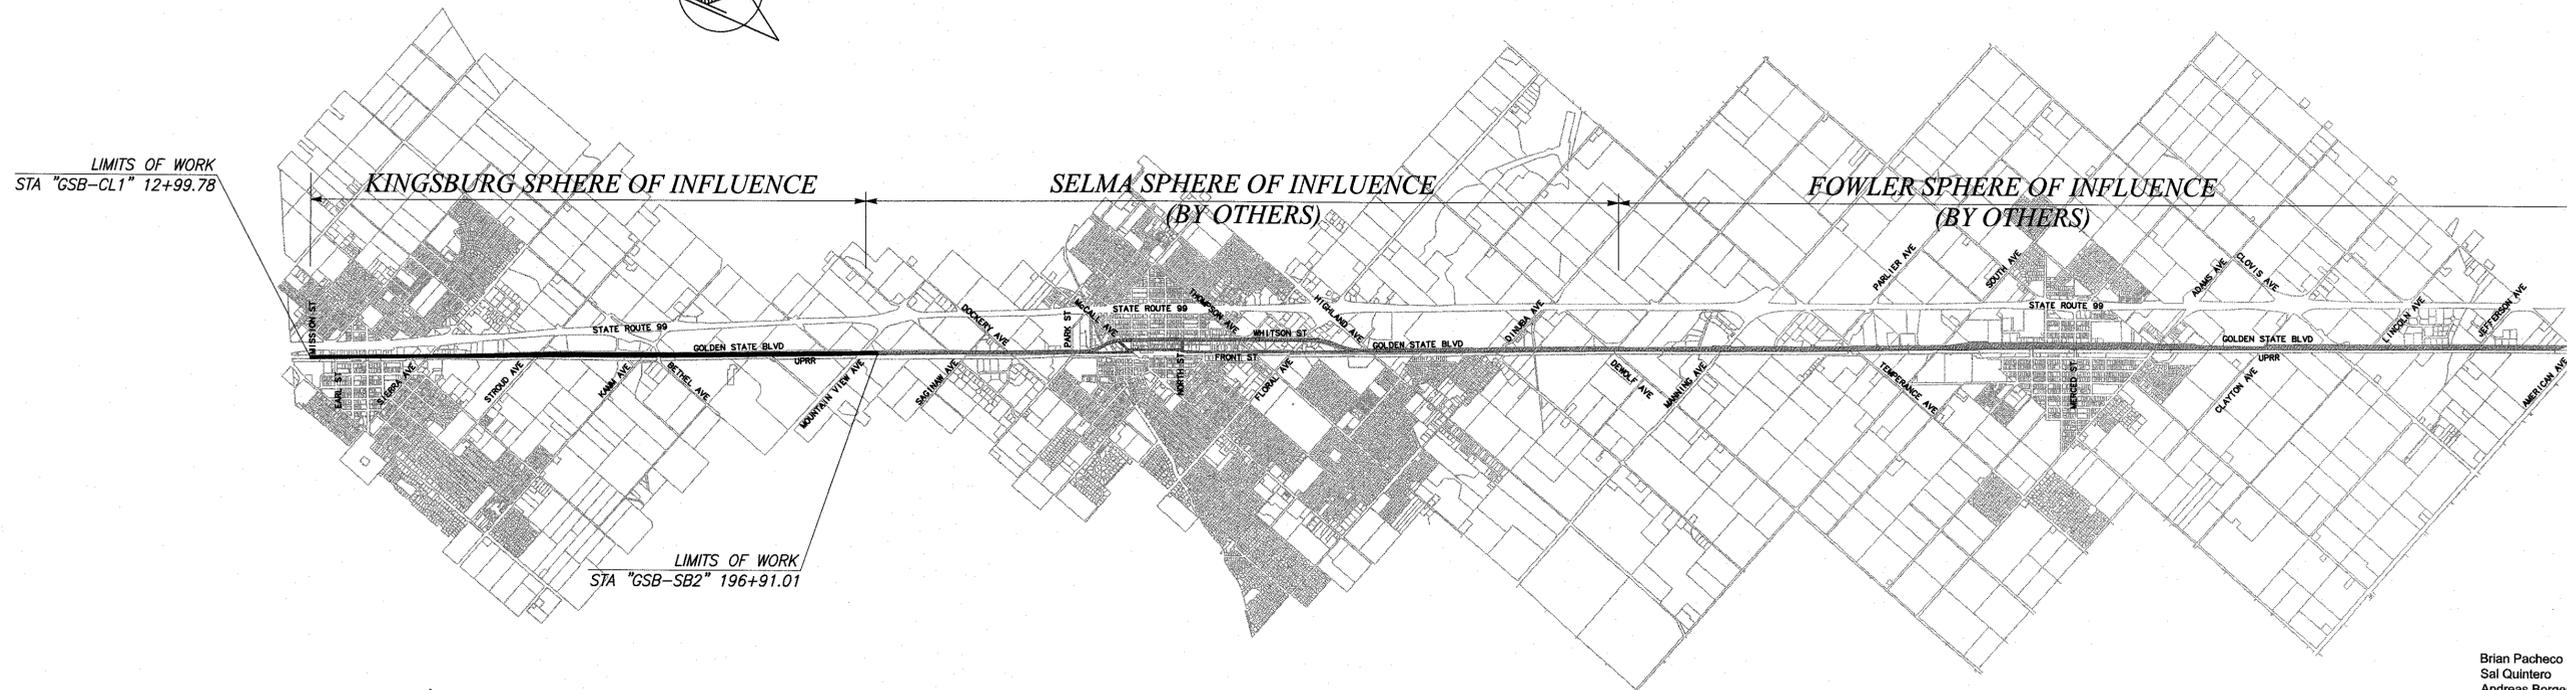 LIMITS OF WORK
STA "GSB-CL1" 12+99.78
KINGSBURG SPHERE OF INFLUENCE
SELMA SPHERE OF INFLUENCE
(BY OTHERS)
FOWLER SPHERE OF INFLUENCE
(BY OTHERS)
MISSION ST
EARL ST
SIERRA AVE
STROUD AVE
KAMM AVE
BETHEL AVE
STATE ROUTE 99
GOLDEN STATE BLVD
UPRR
MOUNTAIN VIEW AVE
SAGINAW AVE
DOCKERY AVE
PARK ST
McCALL AVE
STATE ROUTE 99
THOMPSON AVE
WHITSON ST
HIGHLAND AVE
NORTH ST
FRONT ST
FLORAL AVE
GOLDEN STATE BLVD
DINUBA AVE
DEWOLF AVE
MANNING AVE
PARLIER AVE
SOUTH AVE
TEMPERANCE AVE
STATE ROUTE 99
MERCED ST
ADAMS AVE
CLOVIS AVE
GOLDEN STATE BLVD
UPRR
CLAYTON AVE
LINCOLN AVE
JEFFERSON AVE
AMERICAN AVE
LIMITS OF WORK
STA "GSB-SB2" 196+91.01
Brian Pacheco
Sal Quintero